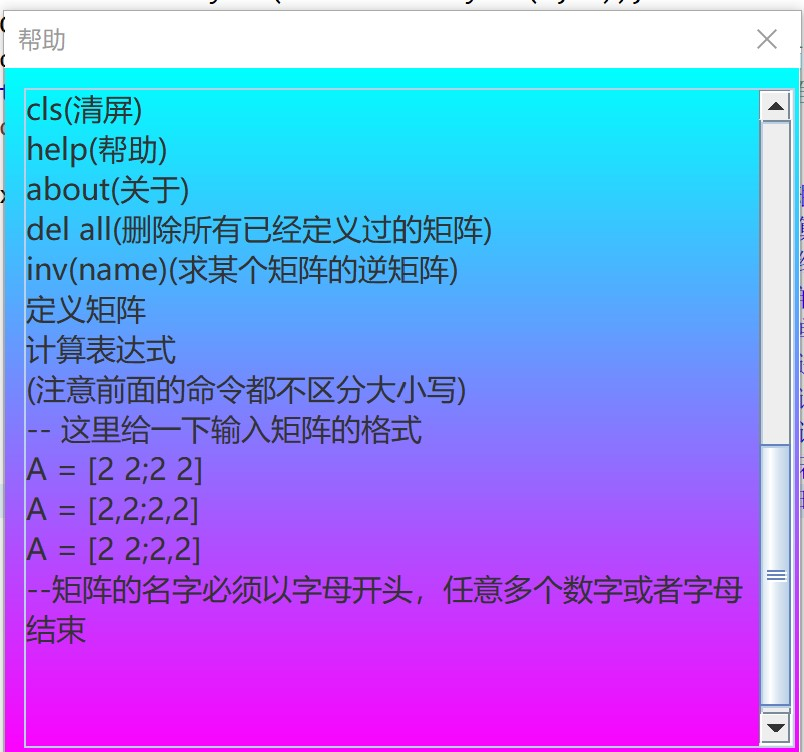 帮助
cls(清屏)
help(帮助)
about(关于)
del all(删除所有已经定义过的矩阵)
inv(name)(求某个矩阵的逆矩阵)
定义矩阵
计算表达式
(注意前面的命令都不区分大小写)
-- 这里给一下输入矩阵的格式
A = [2 2;2 2]
A = [2,2;2,2]
A = [2 2;2,2]
--矩阵的名字必须以字母开头，任意多个数字或者字母
结束